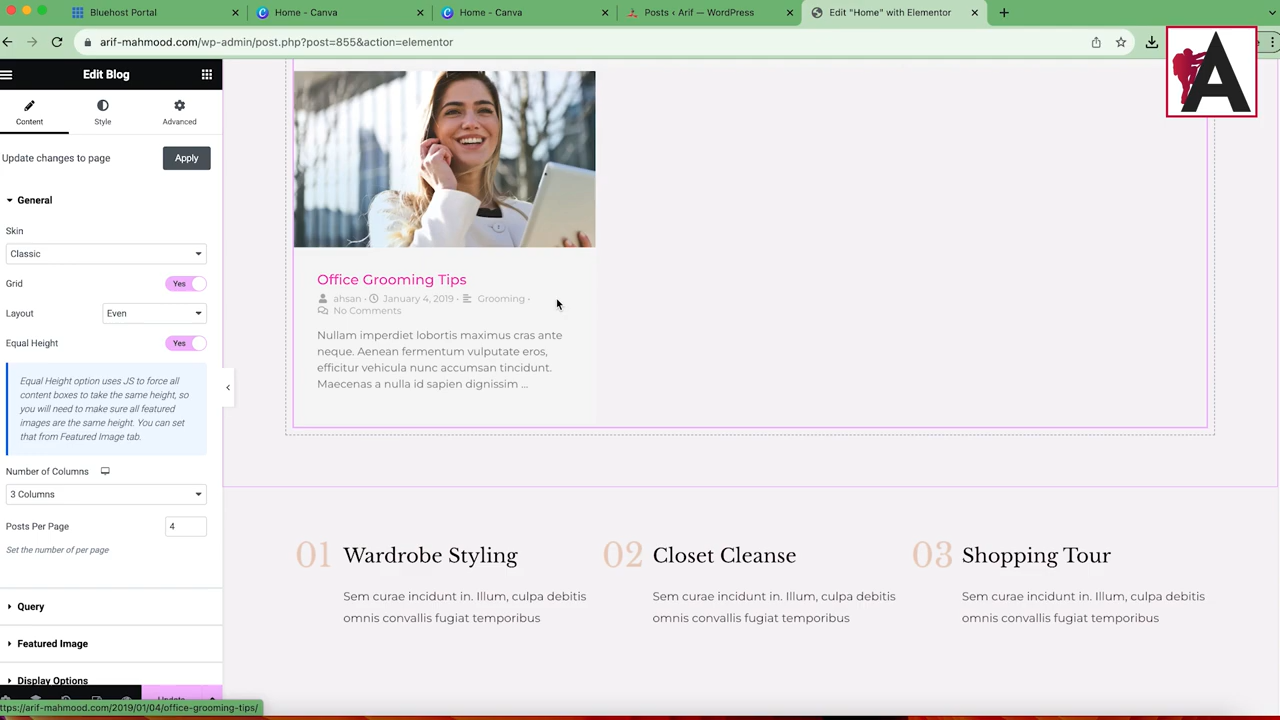 Bluehost Portal
Home - Canva
Home - Canva
Posts ‹ Arif — WordPress
Edit "Home" with Elementor
arif-mahmood.com/wp-admin/post.php?post=855&action=elementor
A
Edit Blog
Content
Style
Advanced
Update changes to page
Apply
General
Skin
Classic
Grid
Yes
Layout
Even
Equal Height
Yes
Equal Height option uses JS to force all
content boxes to take the same height, so
you will need to make sure all featured
images are the same height. You can set
that from Featured Image tab.
Number of Columns
3 Columns
Posts Per Page
4
Set the number of per page
Query
Featured Image
Display Options
Update
ttps://arif-mahmood.com/2019/01/04/office-grooming-tips/
Office Grooming Tips
ahsan · January 4, 2019 · Grooming ·
No Comments
Nullam imperdiet lobortis maximus cras ante
neque. Aenean fermentum vulputate eros,
efficitur vehicula nunc accumsan tincidunt.
Maecenas a nulla id sapien dignissim ...
01 Wardrobe Styling
Sem curae incidunt in. Illum, culpa debitis
omnis convallis fugiat temporibus
02 Closet Cleanse
Sem curae incidunt in. Illum, culpa debitis
omnis convallis fugiat temporibus
03 Shopping Tour
Sem curae incidunt in. Illum, culpa debitis
omnis convallis fugiat temporibus